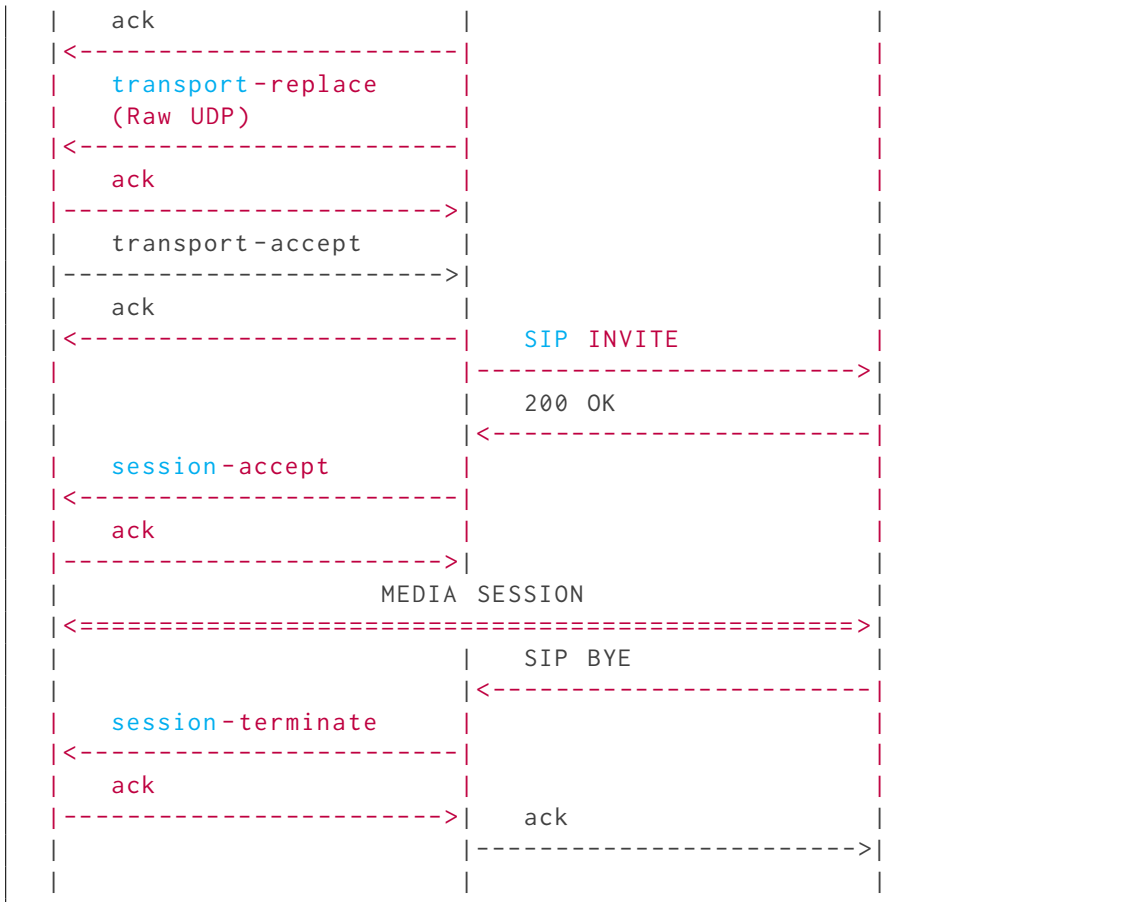 |   ack                   |                         |
|<------------------------|                         |
|   transport-replace     |                         |
|   (Raw UDP)             |                         |
|<------------------------|                         |
|   ack                   |                         |
|------------------------>|                         |
|   transport-accept      |                         |
|------------------------>|                         |
|   ack                   |                         |
|<------------------------|   SIP INVITE            |
|                         |------------------------>|
|                         |   200 OK                |
|                         |<------------------------|
|   session-accept        |                         |
|<------------------------|                         |
|   ack                   |                         |
|------------------------>|                         |
|                    MEDIA SESSION                  |
|<=================================================>|
|                         |   SIP BYE               |
|                         |<------------------------|
|   session-terminate     |                         |
|<------------------------|                         |
|   ack                   |                         |
|------------------------>|   ack                   |
|                         |------------------------>|
|                         |                         |